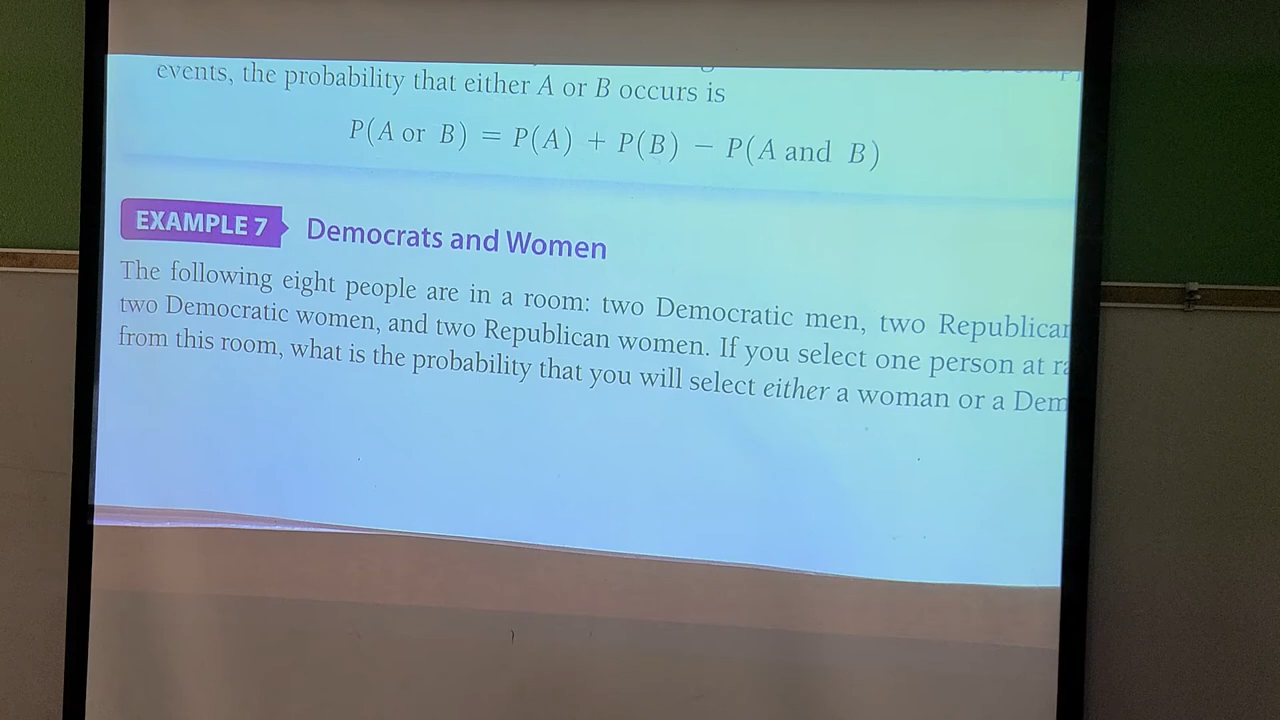 events, the probability that either A or B occurs is
P(A or B) = P(A) + P(B) − P(A and B)
EXAMPLE 7 Democrats and Women
The following eight people are in a room: two Democratic men, two
two Democratic women, and two Republican women. If you select one person at
from this room, what is the probability that you will select either a woman or a